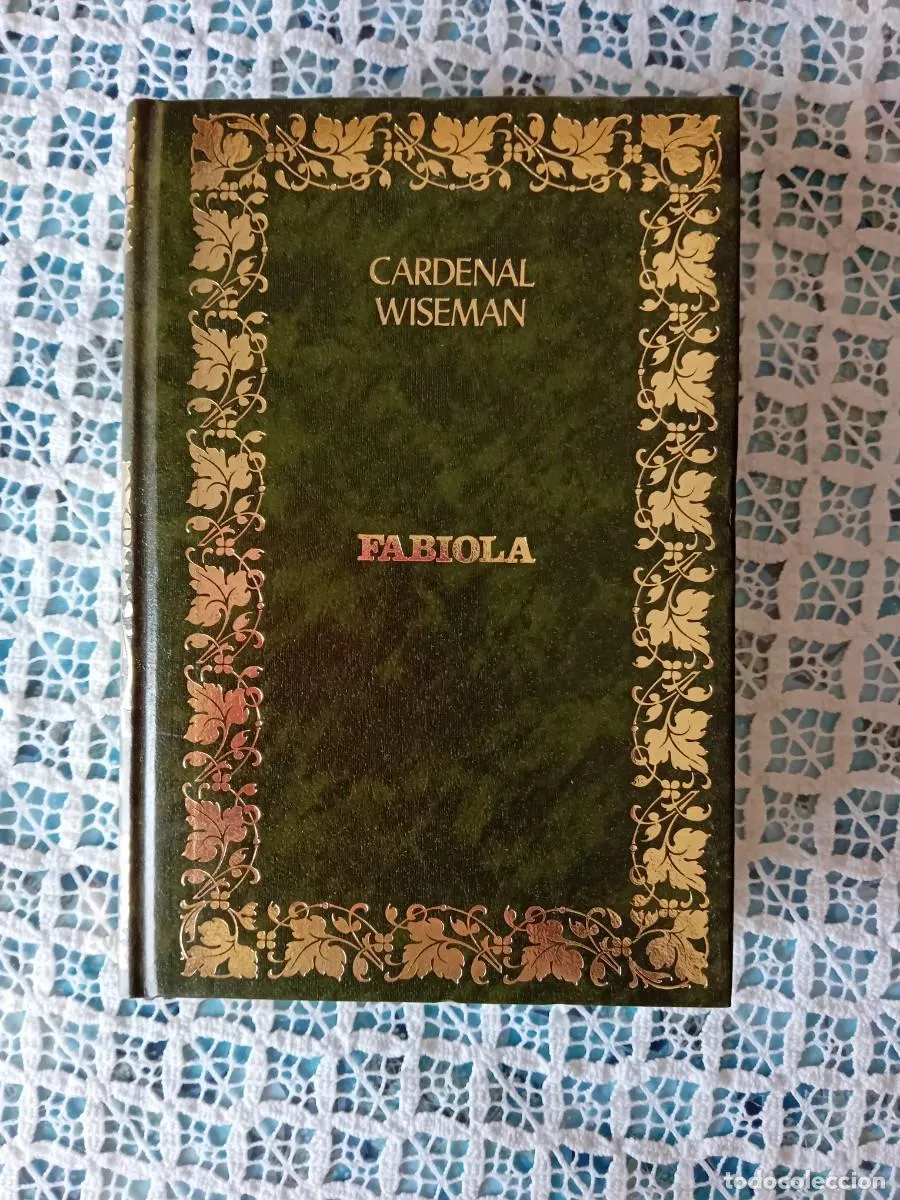 CARDENAL
WISEMAN
FABIOLA
todocoleccion